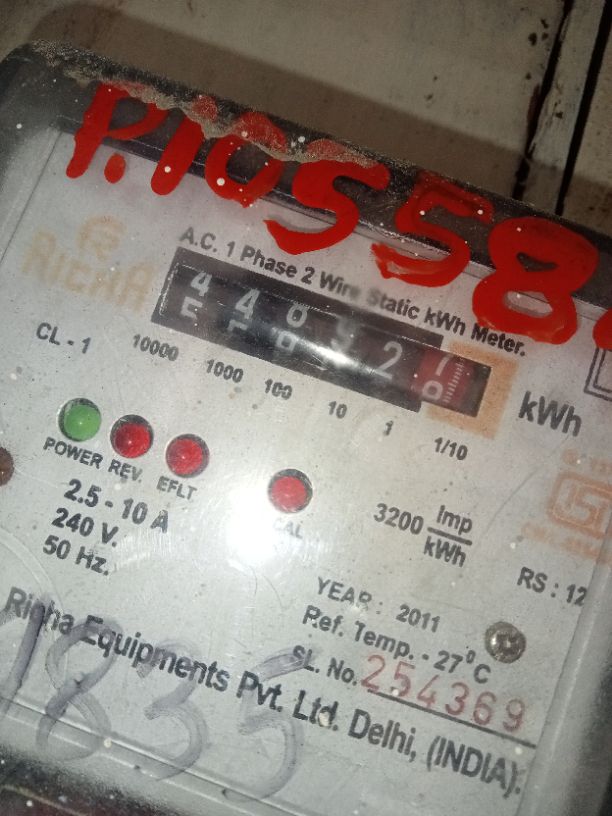 P.10558
RICHA
A.C. 1 Phase 2 Wire Static kWh Meter.
CL - 1
10000 1000 100 10 1 1/10
kWh
POWER REV. EFLT
CAL
2.5 - 10 A
240 V.
50 Hz.
3200 Imp
kWh
RS : 12
YEAR : 2011
Ref. Temp. - 27°C
SL. No. 254369
Richa Equipments Pvt. Ltd. Delhi, (INDIA).
1835